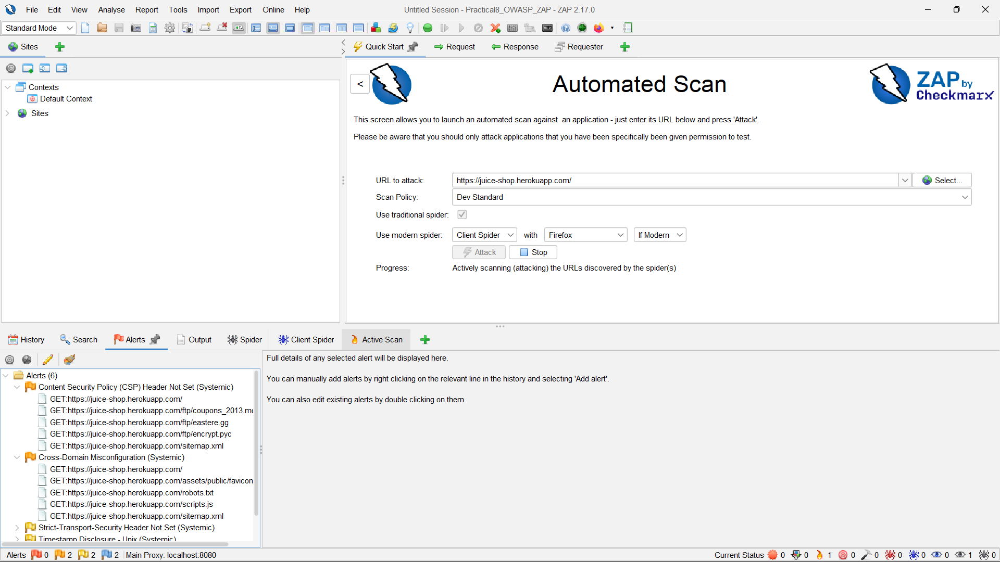 File Edit View Analyse Report Tools Import Export Online Help
Untitled Session - Practical8_OWASP_ZAP - ZAP 2.17.0
Standard Mode
Sites
Quick Start Request Response Requester
Contexts
Default Context
Sites
<
Automated Scan
ZAP by
Checkmarx
This screen allows you to launch an automated scan against  an application - just enter its URL below and press 'Attack'.
Please be aware that you should only attack applications that you have been specifically been given permission to test.
URL to attack: https://juice-shop.herokuapp.com/ Select...
Scan Policy: Dev Standard
Use traditional spider:
Use modern spider: Client Spider with Firefox If Modern
Attack Stop
Progress: Actively scanning (attacking) the URLs discovered by the spider(s)
History Search Alerts Output Spider Client Spider Active Scan
Alerts (6)
Content Security Policy (CSP) Header Not Set (Systemic)
GET:https://juice-shop.herokuapp.com/
GET:https://juice-shop.herokuapp.com/ftp/coupons_2013.mc
GET:https://juice-shop.herokuapp.com/ftp/eastere.gg
GET:https://juice-shop.herokuapp.com/ftp/encrypt.pyc
GET:https://juice-shop.herokuapp.com/sitemap.xml
Cross-Domain Misconfiguration (Systemic)
GET:https://juice-shop.herokuapp.com/
GET:https://juice-shop.herokuapp.com/assets/public/favicon
GET:https://juice-shop.herokuapp.com/robots.txt
GET:https://juice-shop.herokuapp.com/scripts.js
GET:https://juice-shop.herokuapp.com/sitemap.xml
Strict-Transport-Security Header Not Set (Systemic)
Timestamp Disclosure - Unix (Systemic)
Full details of any selected alert will be displayed here.
You can manually add alerts by right clicking on the relevant line in the history and selecting 'Add alert'.
You can also edit existing alerts by double clicking on them.
Alerts 0 2 2 2 Main Proxy: localhost:8080
Current Status 0 0 1 0 0 0 0 0 1 0